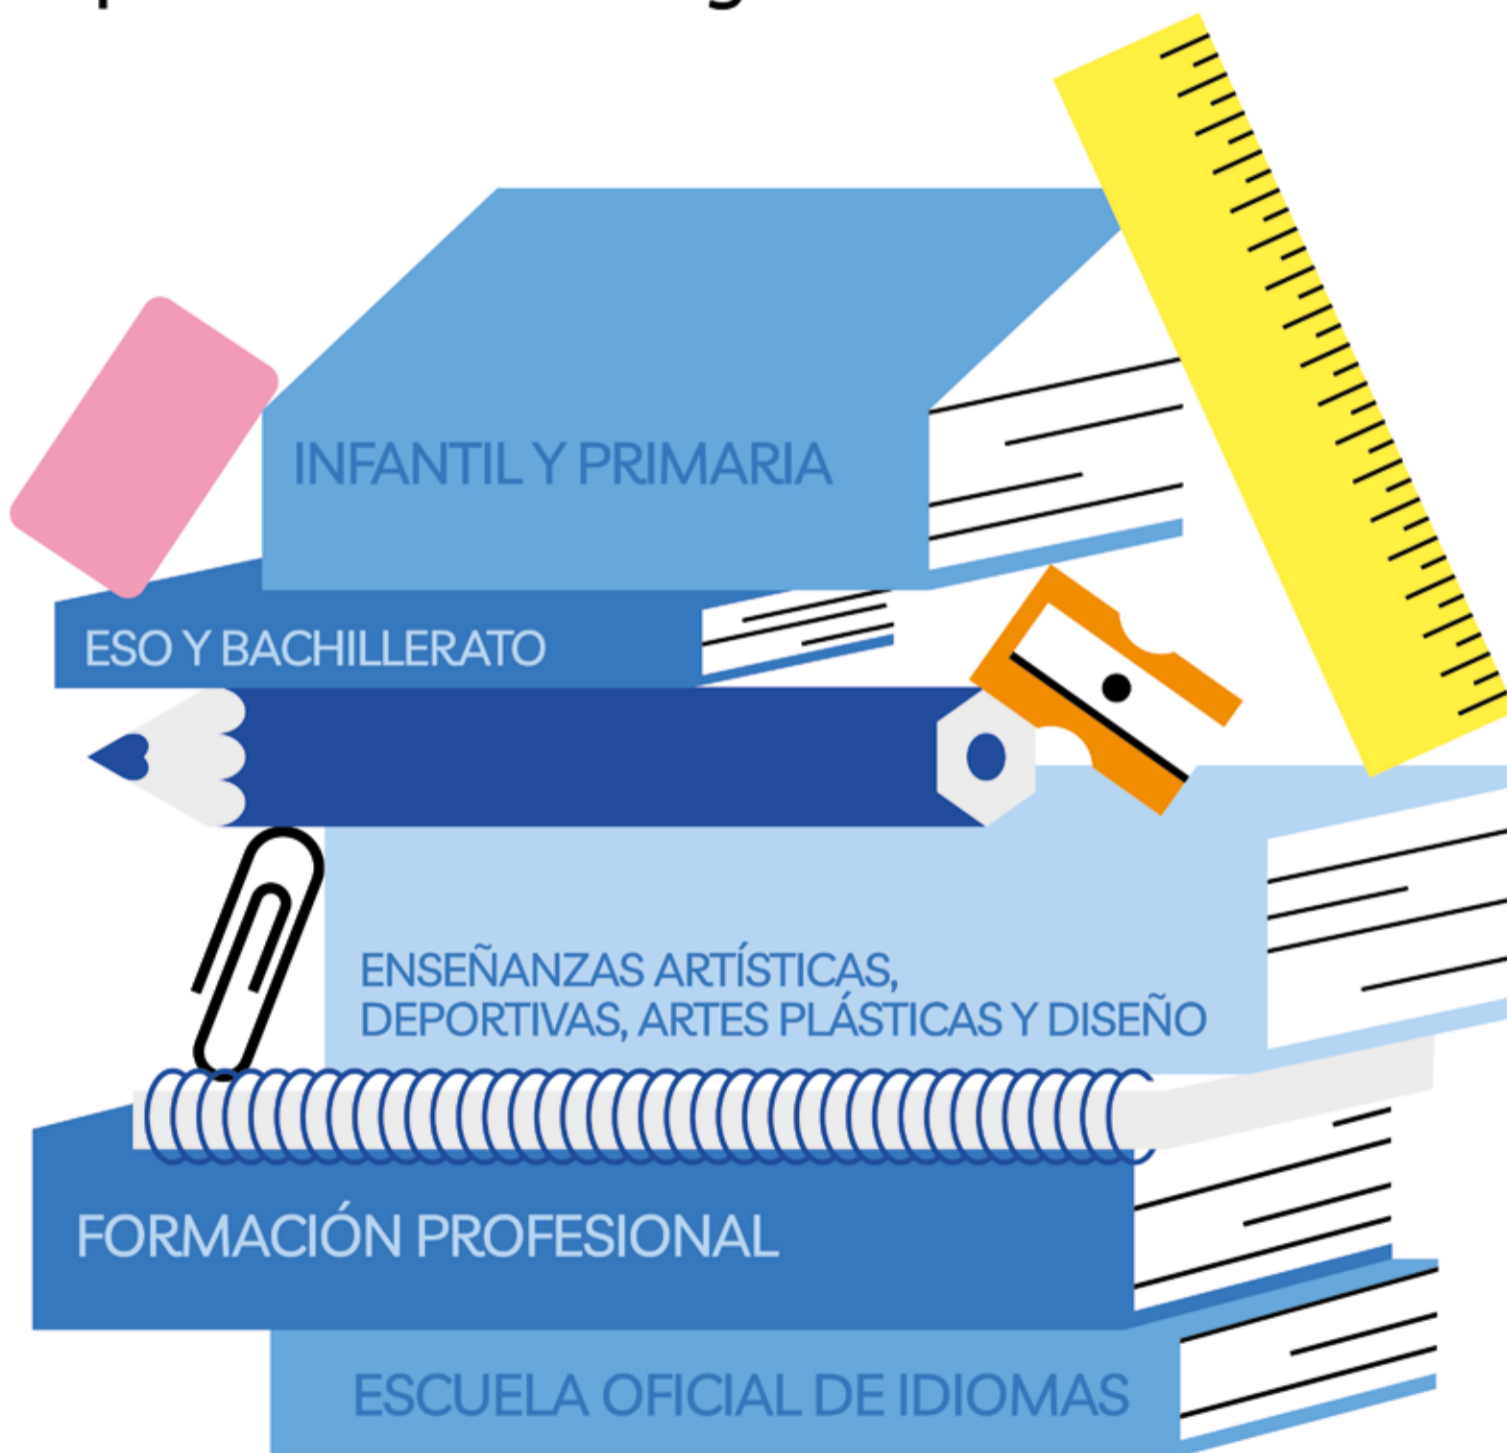 INFANTIL Y PRIMARIA
ESO Y BACHILLERATO
ENSEÑANZAS ARTÍSTICAS,
DEPORTIVAS, ARTES PLÁSTICAS Y DISEÑO
FORMACIÓN PROFESIONAL
ESCUELA OFICIAL DE IDIOMAS